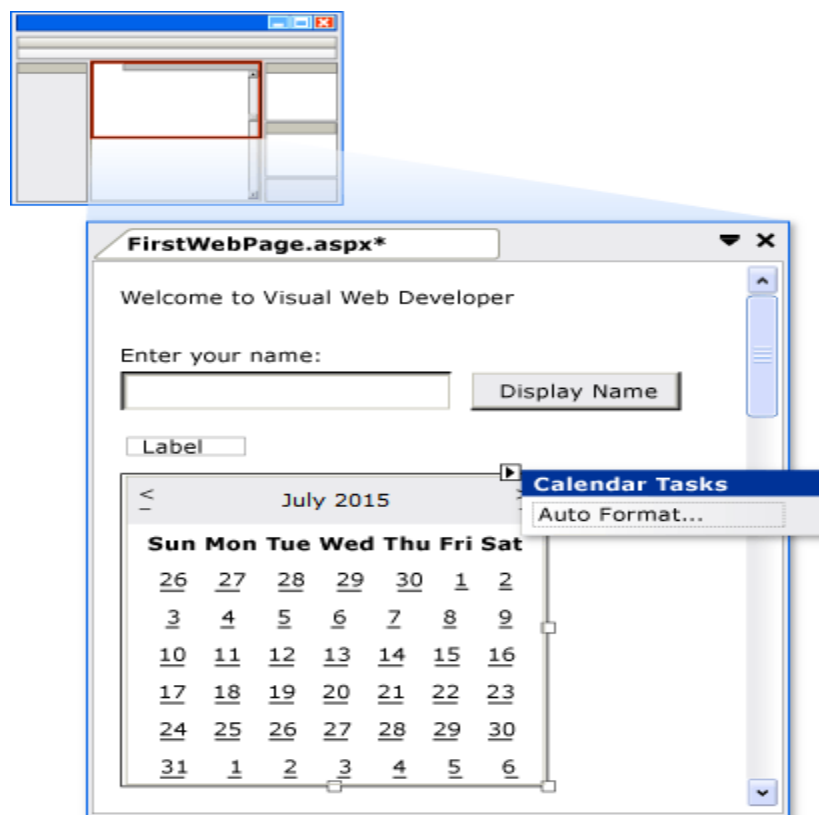 FirstWebPage.aspx*
Welcome to Visual Web Developer
Enter your name:
Display Name
Label
< July 2015 >
Calendar Tasks
Auto Format...
Sun Mon Tue Wed Thu Fri Sat
26 27 28 29 30 1 2
3 4 5 6 7 8 9
10 11 12 13 14 15 16
17 18 19 20 21 22 23
24 25 26 27 28 29 30
31 1 2 3 4 5 6